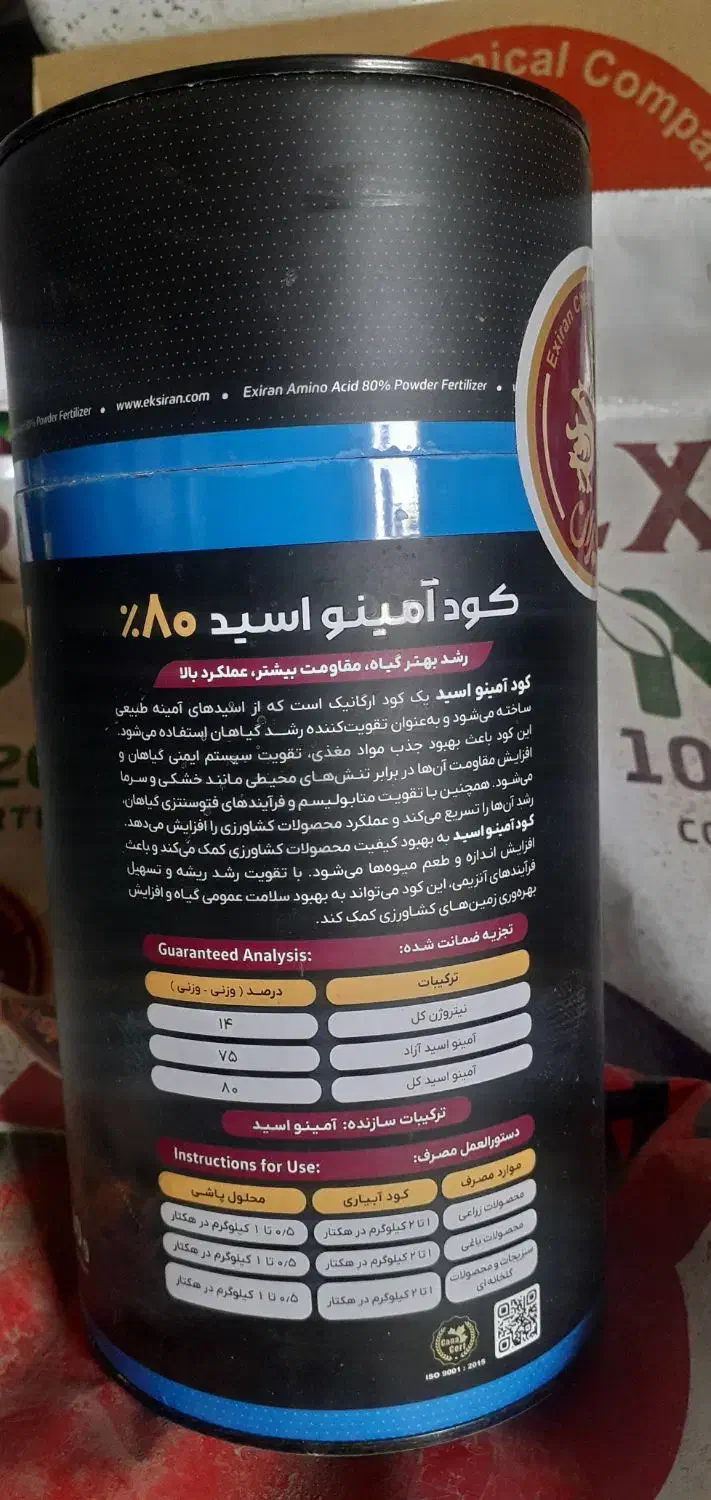 mical Compa
Exiran C
Powder Fertilizer • www.eksiran.com • Exiran Amino Acid 80% Powder Fertilizer •
کود آمینو اسید ۸۰٪
رشد بهتر گیاه، مقاومت بیشتر، عملکرد بالا
کود آمینو اسید یک کود ارگانیک است که از اسیدهای آمینه طبیعی
ساخته می‌شود و به‌عنوان تقویت‌کننده رشد گیاهان استفاده می‌شود.
این کود باعث بهبود جذب مواد مغذی، تقویت سیستم ایمنی گیاهان و
افزایش مقاومت آن‌ها در برابر تنش‌های محیطی مانند خشکی و سرما
می‌شود. همچنین با تقویت متابولیسم و فرآیندهای فتوسنتزی گیاهان،
رشد آن‌ها را تسریع می‌کند و عملکرد محصولات کشاورزی را افزایش می‌دهد.
کود آمینو اسید به بهبود کیفیت محصولات کشاورزی کمک می‌کند و باعث
افزایش اندازه و طعم میوه‌ها می‌شود. با تقویت رشد ریشه و تسهیل
فرآیندهای آنزیمی، این کود می‌تواند به بهبود سلامت عمومی گیاه و افزایش
بهره‌وری زمین‌های کشاورزی کمک کند.
تجزیه ضمانت شده: Guaranteed Analysis:
ترکیبات درصد ( وزنی - وزنی )
نیتروژن کل ۱۴
آمینو اسید آزاد ۷۵
آمینو اسید کل ۸۰
ترکیبات سازنده: آمینو اسید
دستورالعمل مصرف: Instructions for Use:
موارد مصرف کود آبیاری محلول پاشی
محصولات زراعی ۱ تا ۲ کیلوگرم در هکتار ۰/۵ تا ۱ کیلوگرم در هکتار
محصولات باغی ۱ تا ۲ کیلوگرم در هکتار ۰/۵ تا ۱ کیلوگرم در هکتار
سبزیجات و محصولات گلخانه‌ای ۱ تا ۲ کیلوگرم در هکتار ۰/۵ تا ۱ کیلوگرم در هکتار
Cana
Cert
ISO 9001 : 2015
EX
10
CO